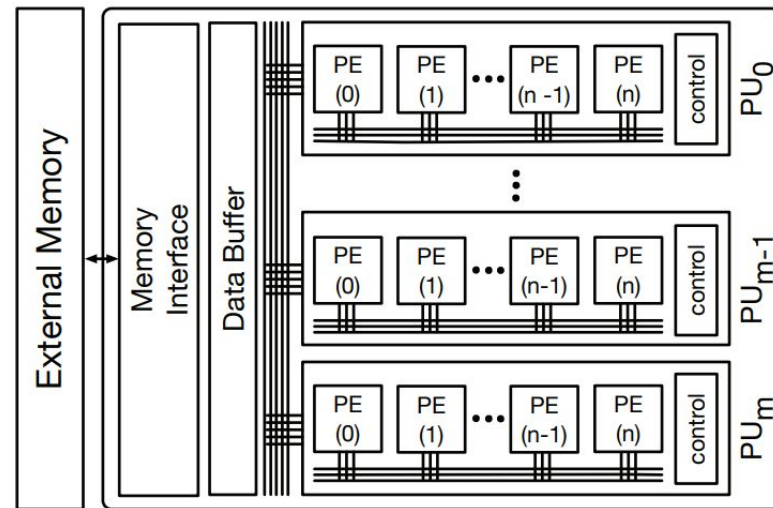 External Memory
Memory
Interface
Data Buffer
PE
(0)
PE
(1)
•••
PE
(n -1)
PE
(n)
control
PU0
PE
(0)
PE
(1)
•••
PE
(n-1)
PE
(n)
control
PUm-1
PE
(0)
PE
(1)
•••
PE
(n-1)
PE
(n)
control
PUm